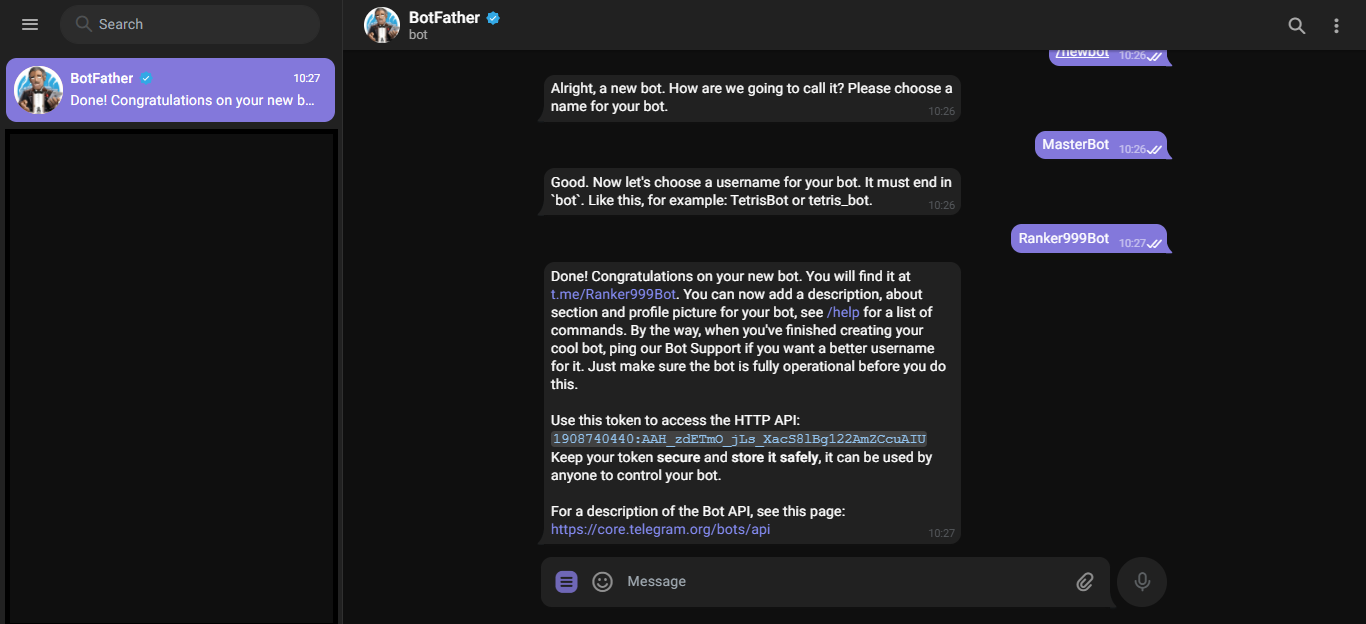 Search
BotFather
10:27
Done! Congratulations on your new b...
BotFather
bot
/newbot 10:26
Alright, a new bot. How are we going to call it? Please choose a
name for your bot.
10:26
MasterBot 10:26
Good. Now let's choose a username for your bot. It must end in
`bot`. Like this, for example: TetrisBot or tetris_bot.
10:26
Ranker999Bot 10:27
Done! Congratulations on your new bot. You will find it at
t.me/Ranker999Bot. You can now add a description, about
section and profile picture for your bot, see /help for a list of
commands. By the way, when you've finished creating your
cool bot, ping our Bot Support if you want a better username
for it. Just make sure the bot is fully operational before you do
this.
Use this token to access the HTTP API:
1908740440:AAH_zdETmO_jLs_XacS8lBg122AmZCcuAIU
Keep your token secure and store it safely, it can be used by
anyone to control your bot.
For a description of the Bot API, see this page:
https://core.telegram.org/bots/api
10:27
Message